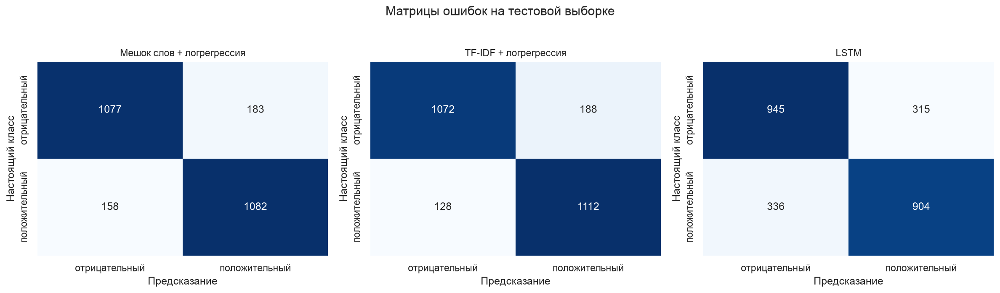 Матрицы ошибок на тестовой выборке
Мешок слов + логрегрессия
Настоящий класс
отрицательный
положительный
1077 183
158 1082
отрицательный положительный
Предсказание
TF-IDF + логрегрессия
Настоящий класс
отрицательный
положительный
1072 188
128 1112
отрицательный положительный
Предсказание
LSTM
Настоящий класс
отрицательный
положительный
945 315
336 904
отрицательный положительный
Предсказание